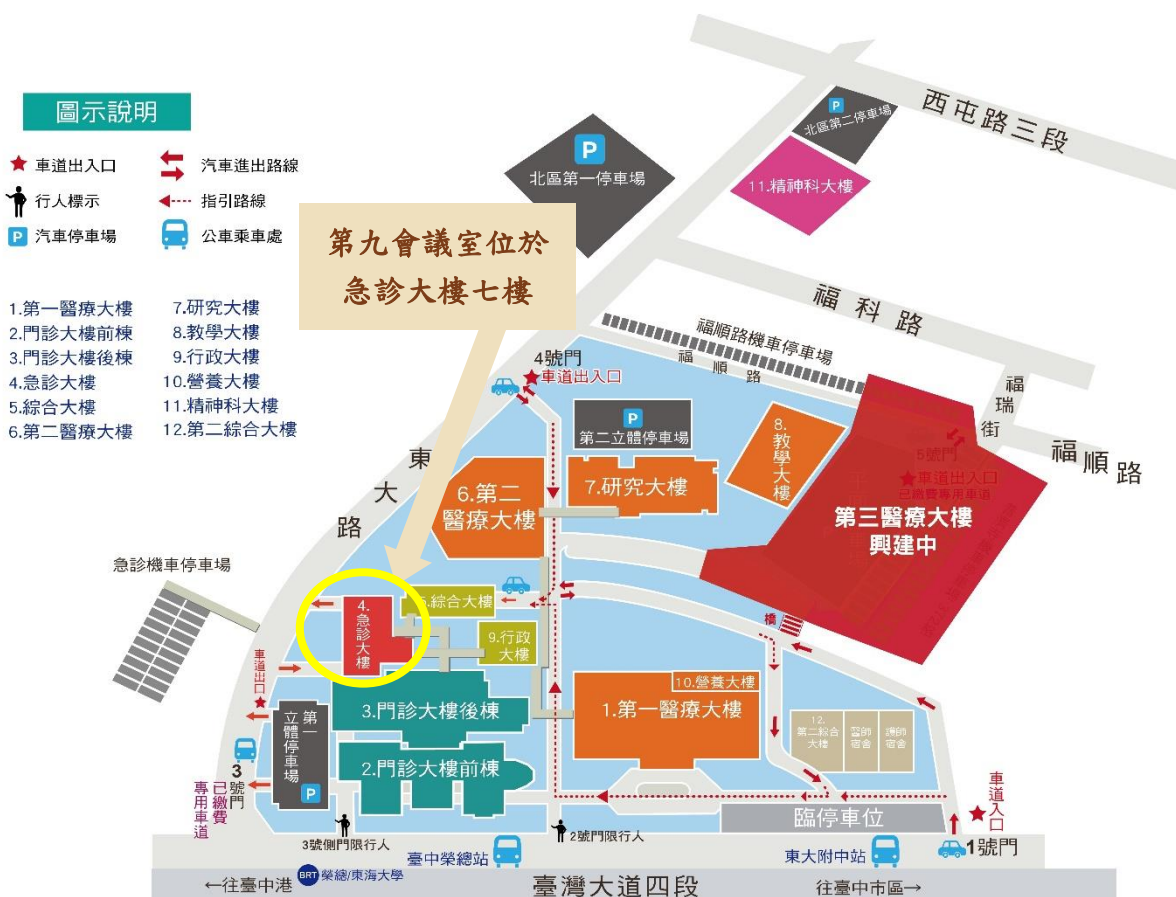 圖示說明
車道出入口
汽車進出路線
行人標示
指引路線
P 汽車停車場
公車乘車處
1.第一醫療大樓
2.門診大樓前棟
3.門診大樓後棟
4.急診大樓
5.綜合大樓
6.第二醫療大樓
7.研究大樓
8.教學大樓
9.行政大樓
10.營養大樓
11.精神科大樓
12.第二綜合大樓
第九會議室位於
急診大樓七樓
P
北區第一停車場
P
北區第二停車場
11.精神科大樓
西屯路三段
福科路
福順路機車停車場
福順路
福瑞街
福順路
4號門
車道出入口
P
第二立體停車場
8.教學大樓
7.研究大樓
6.第二
醫療大樓
5號門
車道出入口
已繳費專用車道
第三醫療大樓
興建中
東大路
急診機車停車場
4.急診大樓
綜合大樓
9.行政
大樓
橋
10.營養大樓
1.第一醫療大樓
3.門診大樓後棟
2.門診大樓前棟
車道出口
第一
立體停車場
P
3號門
已繳費
專用車道
12.
第二綜合
大樓
醫師
宿舍
護師
宿舍
臨停車位
車道入口
1號門
3號側門限行人
2號門限行人
臺中榮總站
東大附中站
←往臺中港
BRT 榮總/東海大學
臺灣大道四段
往臺中市區→